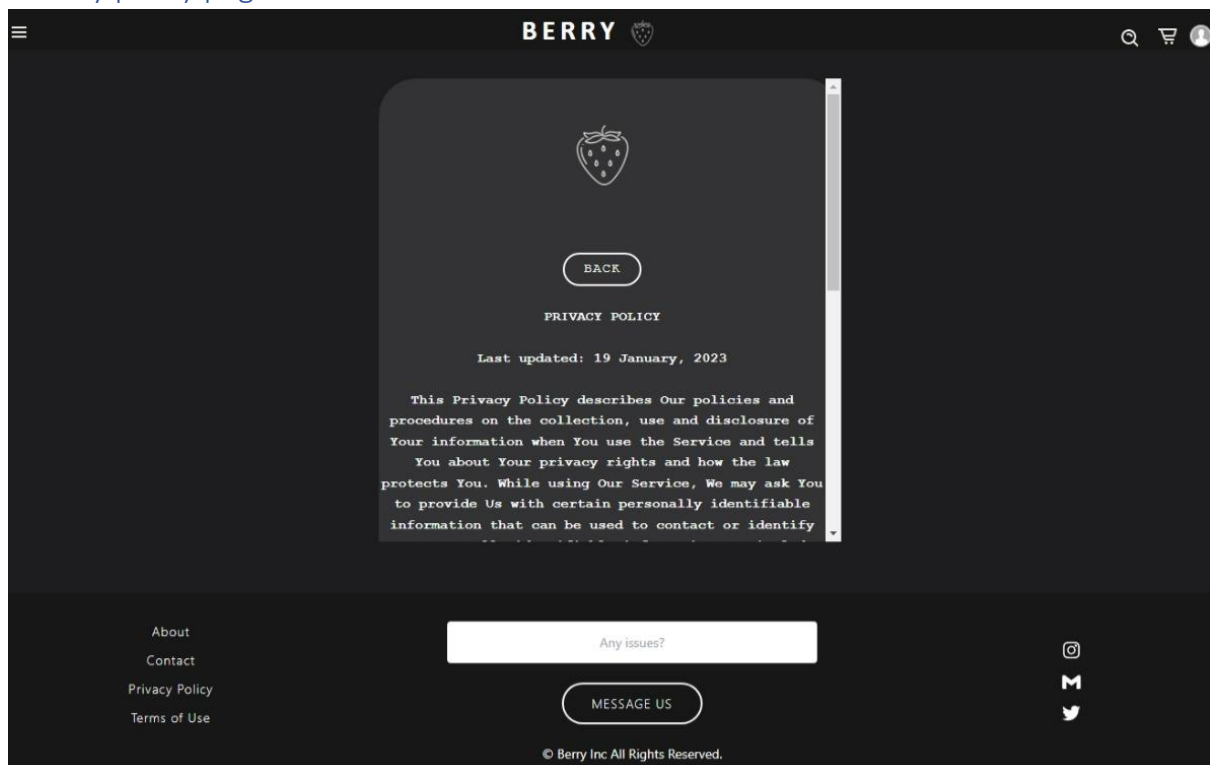 BERRY
BACK
PRIVACY POLICY
Last updated: 19 January, 2023
This Privacy Policy describes Our policies and
procedures on the collection, use and disclosure of
Your information when You use the Service and tells
You about Your privacy rights and how the law
protects You. While using Our Service, We may ask You
to provide Us with certain personally identifiable
information that can be used to contact or identify
About
Contact
Privacy Policy
Terms of Use
Any issues?
MESSAGE US
© Berry Inc All Rights Reserved.